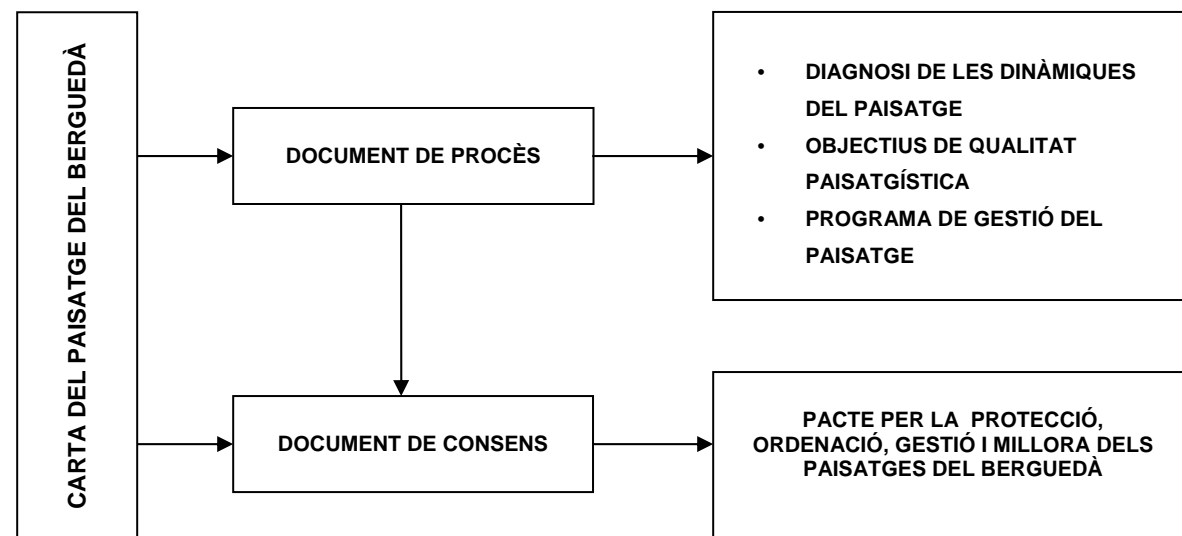 CARTA DEL PAISATGE DEL BERGUEDÀ
DOCUMENT DE PROCÈS
• DIAGNOSI DE LES DINÀMIQUES
DEL PAISATGE
• OBJECTIUS DE QUALITAT
PAISATGÍSTICA
• PROGRAMA DE GESTIÓ DEL
PAISATGE
DOCUMENT DE CONSENS
PACTE PER LA PROTECCIÓ,
ORDENACIÓ, GESTIÓ I MILLORA DELS
PAISATGES DEL BERGUEDÀ